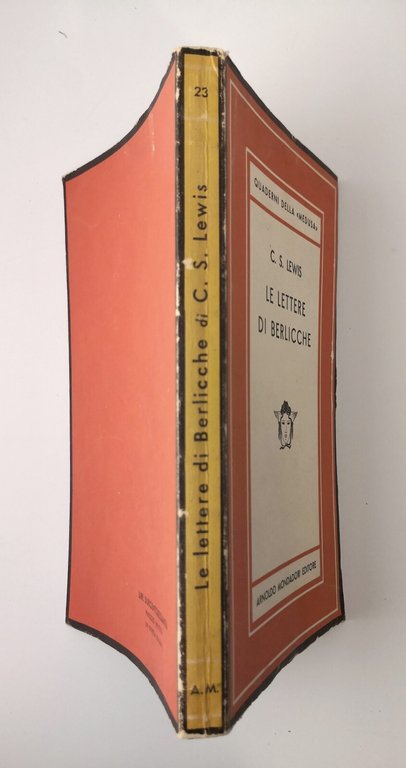 23
Le lettere di Berlicche di C. S. Lewis
A. M.
QUADERNI DELLA «MEDUSA»
C. S. LEWIS
LE LETTERE
DI BERLICCHE
ARNOLDO MONDADORI EDITORE